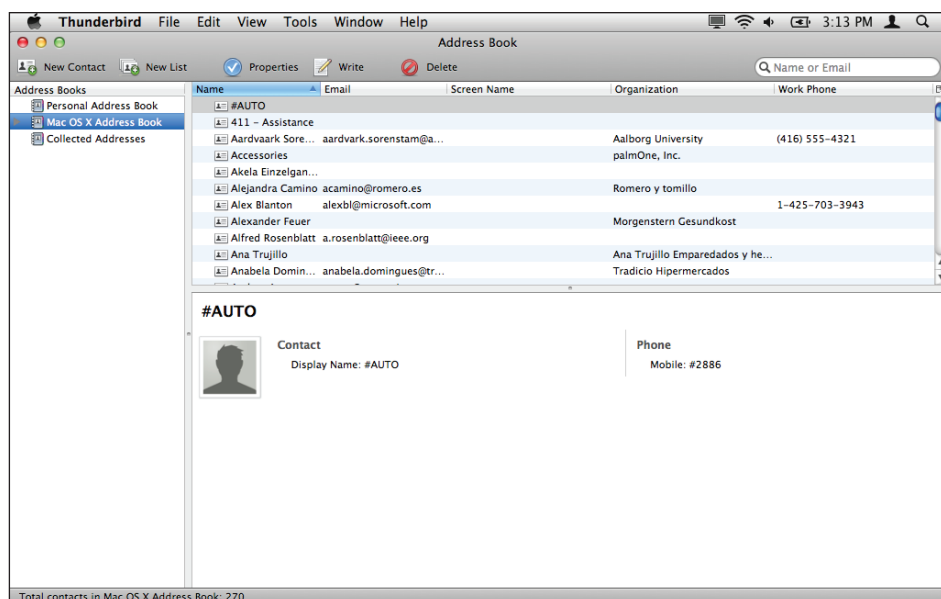 Thunderbird File Edit View Tools Window Help 3:13 PM
Address Book
New Contact New List Properties Write Delete Name or Email
Address Books Name Email Screen Name Organization Work Phone
Personal Address Book #AUTO
Mac OS X Address Book 411 - Assistance
Collected Addresses Aardvaark Sore... aardvark.sorenstam@a... Aalborg University (416) 555-4321
Accessories palmOne, Inc.
Akela Einzelgan...
Alejandra Camino acamino@romero.es Romero y tomillo
Alex Blanton alexbl@microsoft.com 1-425-703-3943
Alexander Feuer Morgenstern Gesundkost
Alfred Rosenblatt a.rosenblatt@ieee.org
Ana Trujillo Ana Trujillo Emparedados y he...
Anabela Domin... anabela.domingues@tr... Tradicio Hipermercados
#AUTO
Contact Phone
Display Name: #AUTO Mobile: #2886
Total contacts in Mac OS X Address Book: 270